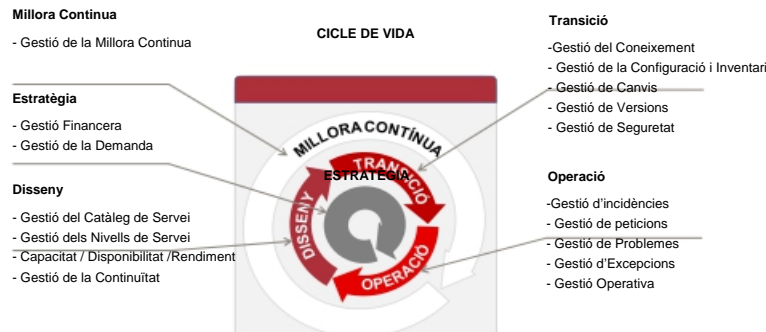 Millora Continua
- Gestió de la Millora Continua
Estratègia
- Gestió Financera
- Gestió de la Demanda
Disseny
- Gestió del Catàleg de Servei
- Gestió dels Nivells de Servei
- Capacitat / Disponibilitat /Rendiment
- Gestió de la Continuïtat
CICLE DE VIDA
MILLORA CONTÍNUA
TRANSICIÓ
ESTRATÈGIA
DISSENY
OPERACIÓ
Transició
-Gestió del Coneixement
- Gestió de la Configuració i Inventari
- Gestió de Canvis
- Gestió de Versions
- Gestió de Seguretat
Operació
-Gestió d’incidències
- Gestió de peticions
- Gestió de Problemes
- Gestió d’Excepcions
- Gestió Operativa